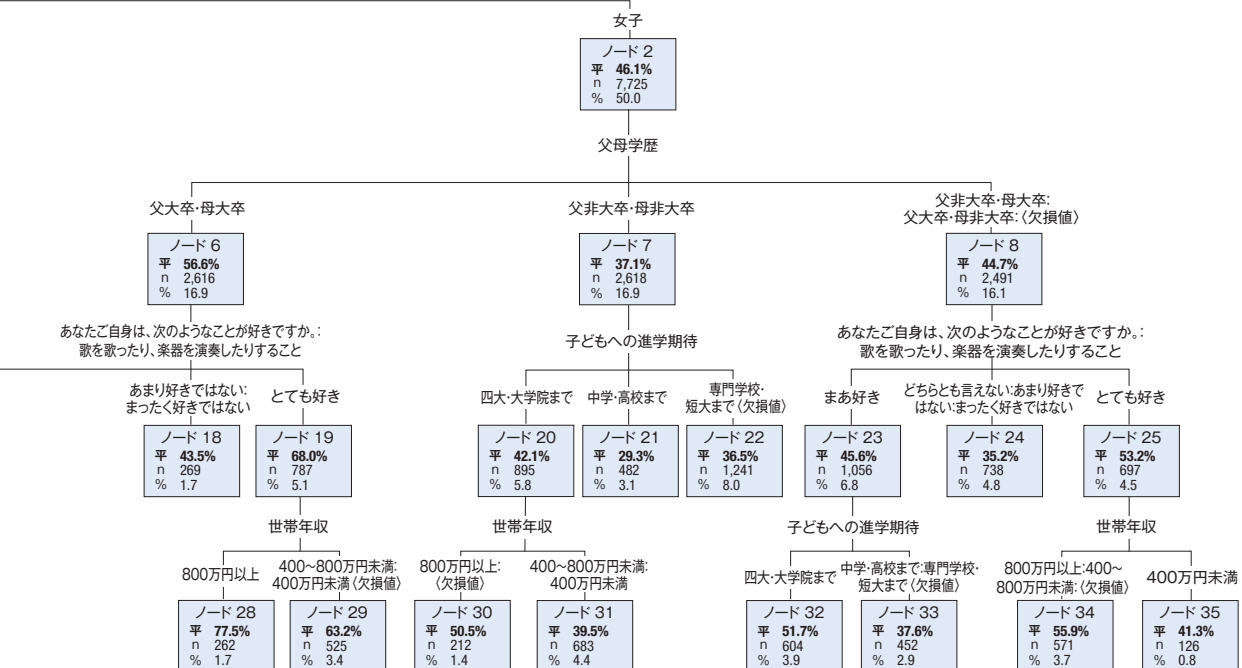 女子
ノード 2
平 46.1%
n 7,725
% 50.0
父母学歴
父大卒・母大卒
父非大卒・母非大卒
父非大卒・母大卒:
父大卒・母非大卒:〈欠損値〉
ノード 6
平 56.6%
n 2,616
% 16.9
ノード 7
平 37.1%
n 2,618
% 16.9
ノード 8
平 44.7%
n 2,491
% 16.1
あなたご自身は、次のようなことが好きですか。:
歌を歌ったり、楽器を演奏したりすること
子どもへの進学期待
あなたご自身は、次のようなことが好きですか。:
歌を歌ったり、楽器を演奏したりすること
あまり好きではない:
まったく好きではない
とても好き
四大・大学院まで
中学・高校まで
専門学校・
短大まで〈欠損値〉
まあ好き
どちらとも言えない:あまり好きで
はない:まったく好きではない
とても好き
ノード 18
平 43.5%
n 269
% 1.7
ノード 19
平 68.0%
n 787
% 5.1
ノード 20
平 42.1%
n 895
% 5.8
ノード 21
平 29.3%
n 482
% 3.1
ノード 22
平 36.5%
n 1,241
% 8.0
ノード 23
平 45.6%
n 1,056
% 6.8
ノード 24
平 35.2%
n 738
% 4.8
ノード 25
平 53.2%
n 697
% 4.5
世帯年収
世帯年収
子どもへの進学期待
世帯年収
800万円以上
400〜800万円未満:
400万円未満〈欠損値〉
800万円以上:
〈欠損値〉
400〜800万円未満:
400万円未満
四大・大学院まで
中学・高校まで:専門学校・
短大まで〈欠損値〉
800万円以上:400〜
800万円未満:〈欠損値〉
400万円未満
ノード 28
平 77.5%
n 262
% 1.7
ノード 29
平 63.2%
n 525
% 3.4
ノード 30
平 50.5%
n 212
% 1.4
ノード 31
平 39.5%
n 683
% 4.4
ノード 32
平 51.7%
n 604
% 3.9
ノード 33
平 37.6%
n 452
% 2.9
ノード 34
平 55.9%
n 571
% 3.7
ノード 35
平 41.3%
n 126
% 0.8